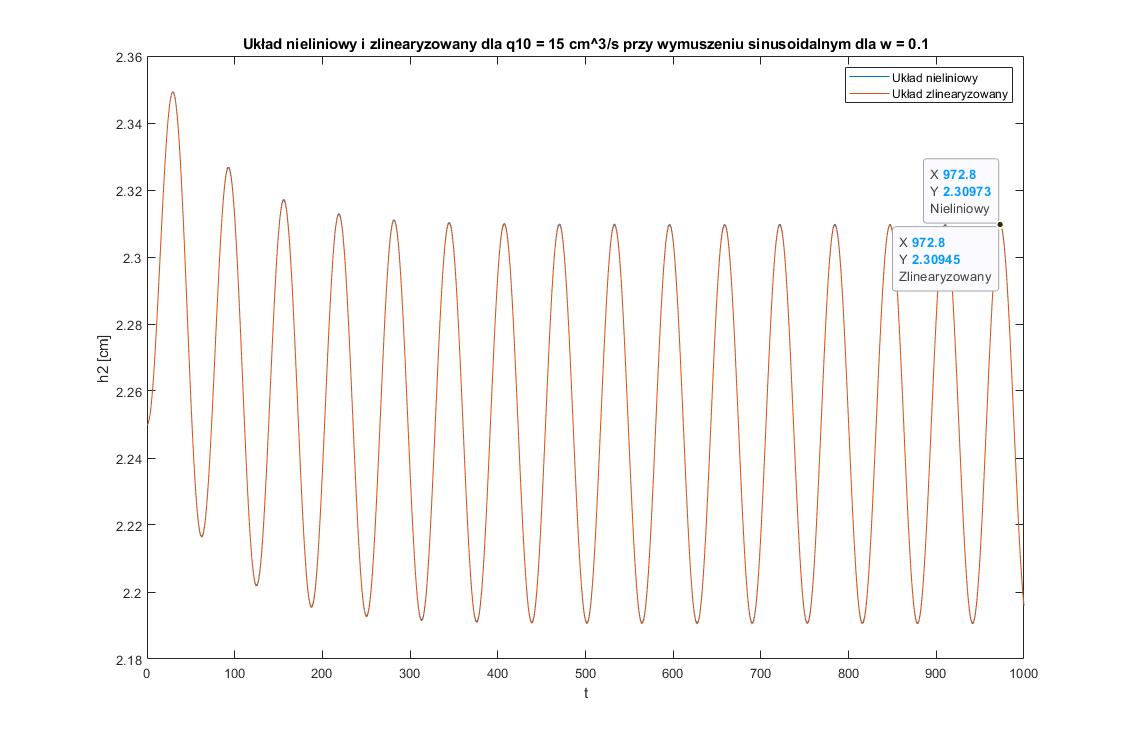 Układ nieliniowy i zlinearyzowany dla q10 = 15 cm^3/s przy wymuszeniu sinusoidalnym dla w = 0.1
2.36
2.34
2.32
2.3
2.28
2.26
2.24
2.22
2.2
2.18
h2 [cm]
Układ nieliniowy
Układ zlinearyzowany
X 972.8
Y 2.30973
Nieliniowy
X 972.8
Y 2.30945
Zlinearyzowany
0 100 200 300 400 500 600 700 800 900 1000
t